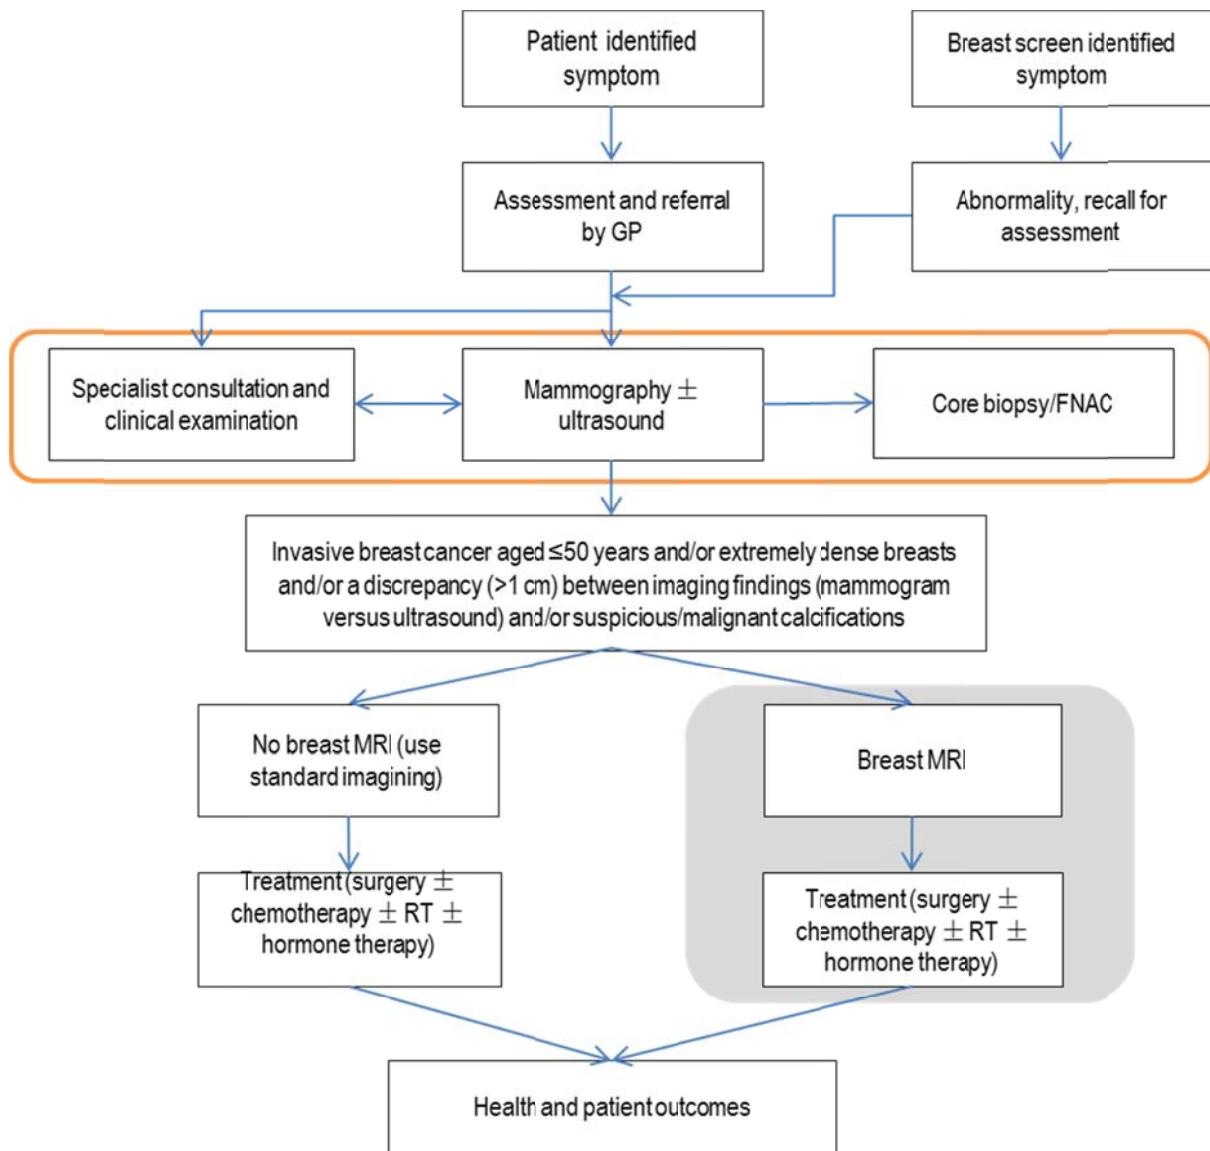 Patient identified
symptom
Breast screen identified
symptom
Assessment and referral
by GP
Abnormality, recall for
assessment
Specialist consultation and
clinical examination
Mammography ±
ultrasound
Core biopsy/FNAC
Invasive breast cancer aged ≤50 years and/or extremely dense breasts
and/or a discrepancy (>1 cm) between imaging findings (mammogram
versus ultrasound) and/or suspicious/malignant calcifications
No breast MRI (use
standard imagining)
Breast MRI
Treatment (surgery ±
chemotherapy ± RT ±
hormone therapy)
Treatment (surgery ±
chemotherapy ± RT ±
hormone therapy)
Health and patient outcomes